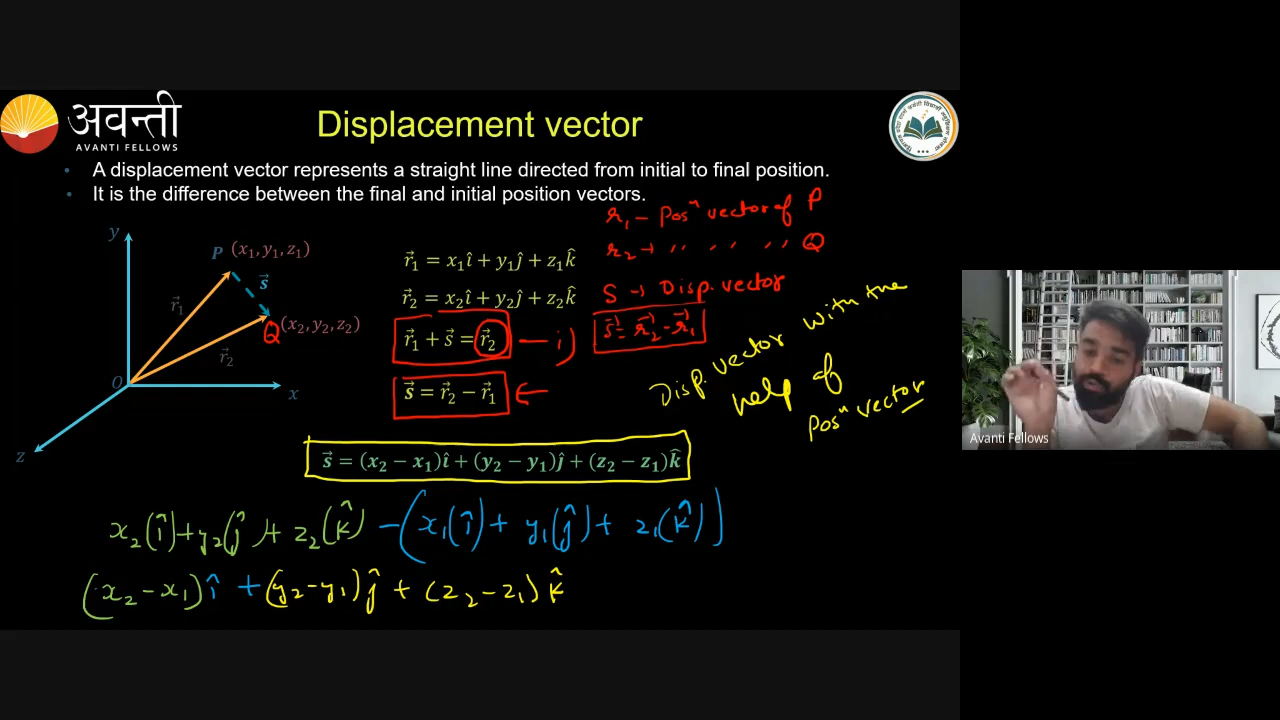 अवन्ती
AVANTI FELLOWS
Displacement vector
• A displacement vector represents a straight line directed from initial to final position.
• It is the difference between the final and initial position vectors.
r₁ – Posⁿ vector of P
r₂ → ,, ,, ,, Q
S → Disp. vector
s⃗ = r⃗₂ - r⃗₁
y
P (x₁, y₁, z₁)
s⃗
r⃗₁
Q (x₂, y₂, z₂)
r⃗₂
O
x
z
r⃗₁ = x₁î + y₁ĵ + z₁k̂
r⃗₂ = x₂î + y₂ĵ + z₂k̂
r⃗₁ + s⃗ = r⃗₂ — i)
s⃗ = r⃗₂ − r⃗₁ ←
Disp. vector with the
help of
Posⁿ vector
s⃗ = (x₂ − x₁)î + (y₂ − y₁)ĵ + (z₂ − z₁)k̂
x₂(î) + y₂(ĵ) + z₂(k̂) − (x₁(î) + y₁(ĵ) + z₁(k̂))
(x₂ − x₁)î + (y₂ − y₁)ĵ + (z₂ − z₁)k̂
Avanti Fellows